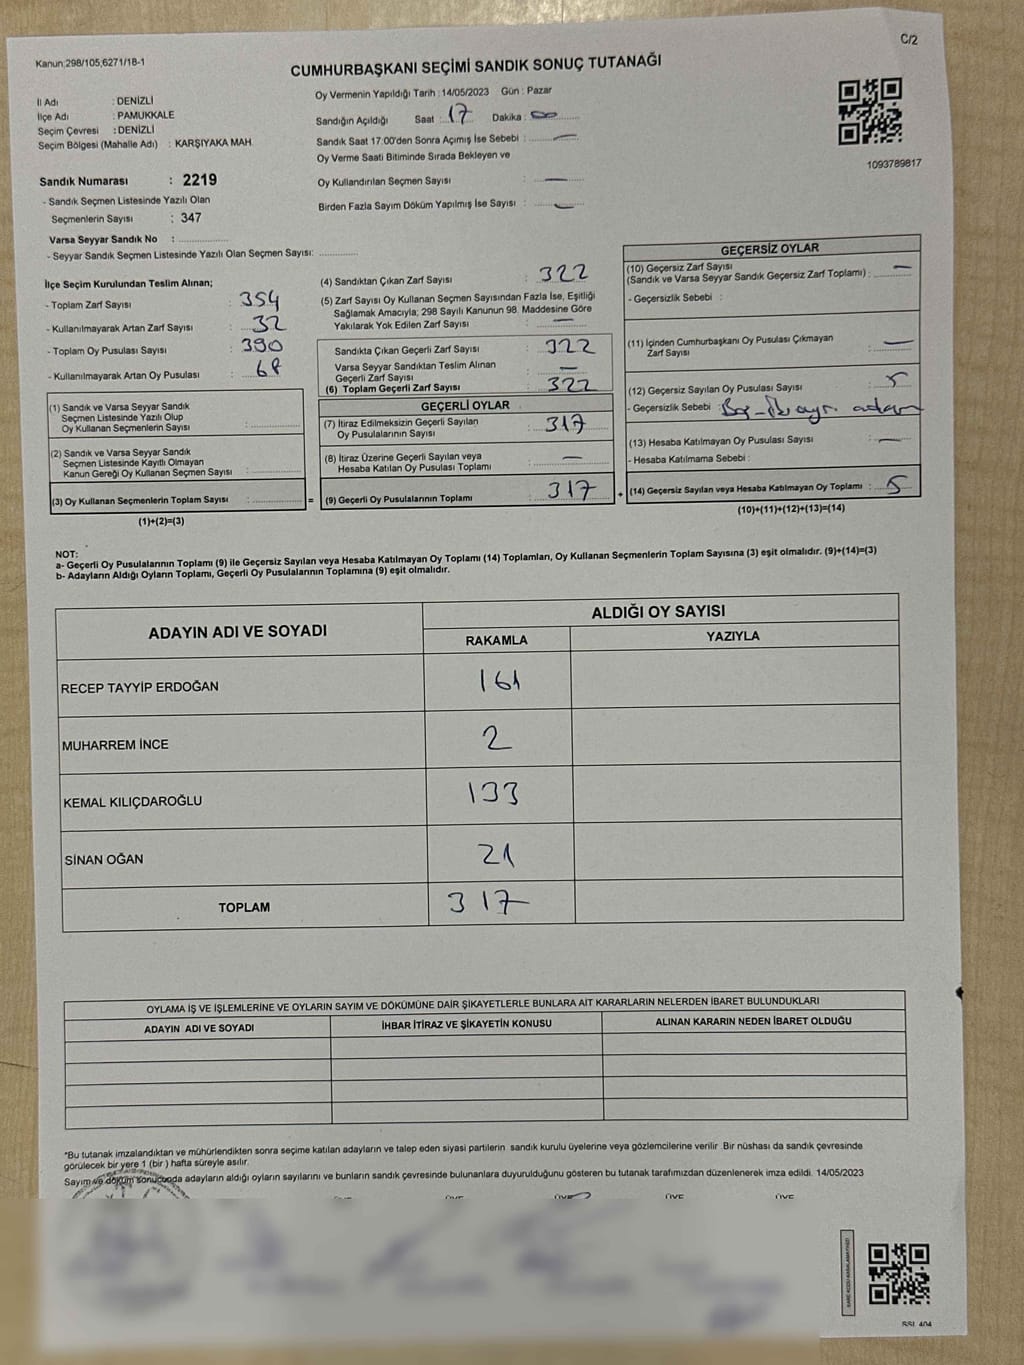 C/2
Kanun:298/105,6271/18-1
CUMHURBAŞKANI SEÇİMİ SANDIK SONUÇ TUTANAĞI
İl Adı : DENİZLİ
İlçe Adı : PAMUKKALE
Seçim Çevresi : DENİZLİ
Seçim Bölgesi (Mahalle Adı) : KARŞIYAKA MAH.
Oy Vermenin Yapıldığı Tarih :14/05/2023 Gün : Pazar
Sandığın Açıldığı Saat : 17 Dakika : 00
Sandık Saat 17:00'den Sonra Açımış İse Sebebi : —
Oy Verme Saati Bitiminde Sırada Bekleyen ve
Oy Kullandırılan Seçmen Sayısı : —
Birden Fazla Sayım Döküm Yapılmış İse Sayısı : —
1093789817
Sandık Numarası : 2219
- Sandık Seçmen Listesinde Yazılı Olan
Seçmenlerin Sayısı : 347
Varsa Seyyar Sandık No :
- Seyyar Sandık Seçmen Listesinde Yazılı Olan Seçmen Sayısı:
İlçe Seçim Kurulundan Teslim Alınan;
- Toplam Zarf Sayısı : 354
- Kullanılmayarak Artan Zarf Sayısı : 32
- Toplam Oy Pusulası Sayısı : 390
- Kullanılmayarak Artan Oy Pusulası : 68
(1) Sandık ve Varsa Seyyar Sandık
Seçmen Listesinde Yazılı Olup
Oy Kullanan Seçmenlerin Sayısı :
(2) Sandık ve Varsa Seyyar Sandık
Seçmen Listesinde Kayıtlı Olmayan
Kanun Gereği Oy Kullanan Seçmen Sayısı :
(3) Oy Kullanan Seçmenlerin Toplam Sayısı :
(1)+(2)=(3)
(4) Sandıktan Çıkan Zarf Sayısı : 322
(5) Zarf Sayısı Oy Kullanan Seçmen Sayısından Fazla İse, Eşitliği
Sağlamak Amacıyla; 298 Sayılı Kanunun 98. Maddesine Göre
Yakılarak Yok Edilen Zarf Sayısı : —
Sandıkta Çıkan Geçerli Zarf Sayısı : 322
Varsa Seyyar Sandıktan Teslim Alınan
Geçerli Zarf Sayısı : —
(6) Toplam Geçerli Zarf Sayısı : 322
GEÇERLİ OYLAR
(7) İtiraz Edilmeksizin Geçerli Sayılan
Oy Pusulalarının Sayısı : 317
(8) İtiraz Üzerine Geçerli Sayılan veya
Hesaba Katılan Oy Pusulası Toplamı : —
= (9) Geçerli Oy Pusulalarının Toplamı : 317
GEÇERSİZ OYLAR
(10) Geçersiz Zarf Sayısı
(Sandık ve Varsa Seyyar Sandık Geçersiz Zarf Toplamı) : —
- Geçersizlik Sebebi :
(11) İçinden Cumhurbaşkanı Oy Pusulası Çıkmayan
Zarf Sayısı : —
(12) Geçersiz Sayılan Oy Pusulası Sayısı : 5
- Geçersizlik Sebebi :
(13) Hesaba Katılmayan Oy Pusulası Sayısı : —
- Hesaba Katılmama Sebebi :
+ (14) Geçersiz Sayılan veya Hesaba Katılmayan Oy Toplamı : 5
(10)+(11)+(12)+(13)=(14)
NOT:
a- Geçerli Oy Pusulalarının Toplamı (9) ile Geçersiz Sayılan veya Hesaba Katılmayan Oy Toplamı (14) Toplamları, Oy Kullanan Seçmenlerin Toplam Sayısına (3) eşit olmalıdır. (9)+(14)=(3)
b- Adayların Aldığı Oyların Toplamı, Geçerli Oy Pusulalarının Toplamına (9) eşit olmalıdır.
ADAYIN ADI VE SOYADI
ALDIĞI OY SAYISI
RAKAMLA YAZIYLA
RECEP TAYYİP ERDOĞAN 161
MUHARREM İNCE 2
KEMAL KILIÇDAROĞLU 133
SİNAN OĞAN 21
TOPLAM 317
OYLAMA İŞ VE İŞLEMLERİNE VE OYLARIN SAYIM VE DÖKÜMÜNE DAİR ŞİKAYETLERLE BUNLARA AİT KARARLARIN NELERDEN İBARET BULUNDUKLARI
ADAYIN ADI VE SOYADI İHBAR İTİRAZ VE ŞİKAYETİN KONUSU ALINAN KARARIN NEDEN İBARET OLDUĞU
*Bu tutanak imzalandıktan ve mühürlendikten sonra seçime katılan adayların ve talep eden siyasi partilerin sandık kurulu üyelerine veya gözlemcilerine verilir. Bir nüshası da sandık çevresinde
görülecek bir yere 1 (bir) hafta süreyle asılır.
Sayım ve döküm sonucunda adayların aldığı oyların sayılarını ve bunların sandık çevresinde bulunanlara duyurulduğunu gösteren bu tutanak tarafımızdan düzenlenerek imza edildi. 14/05/2023
ÜYE ÜYE ÜYE ÜYE